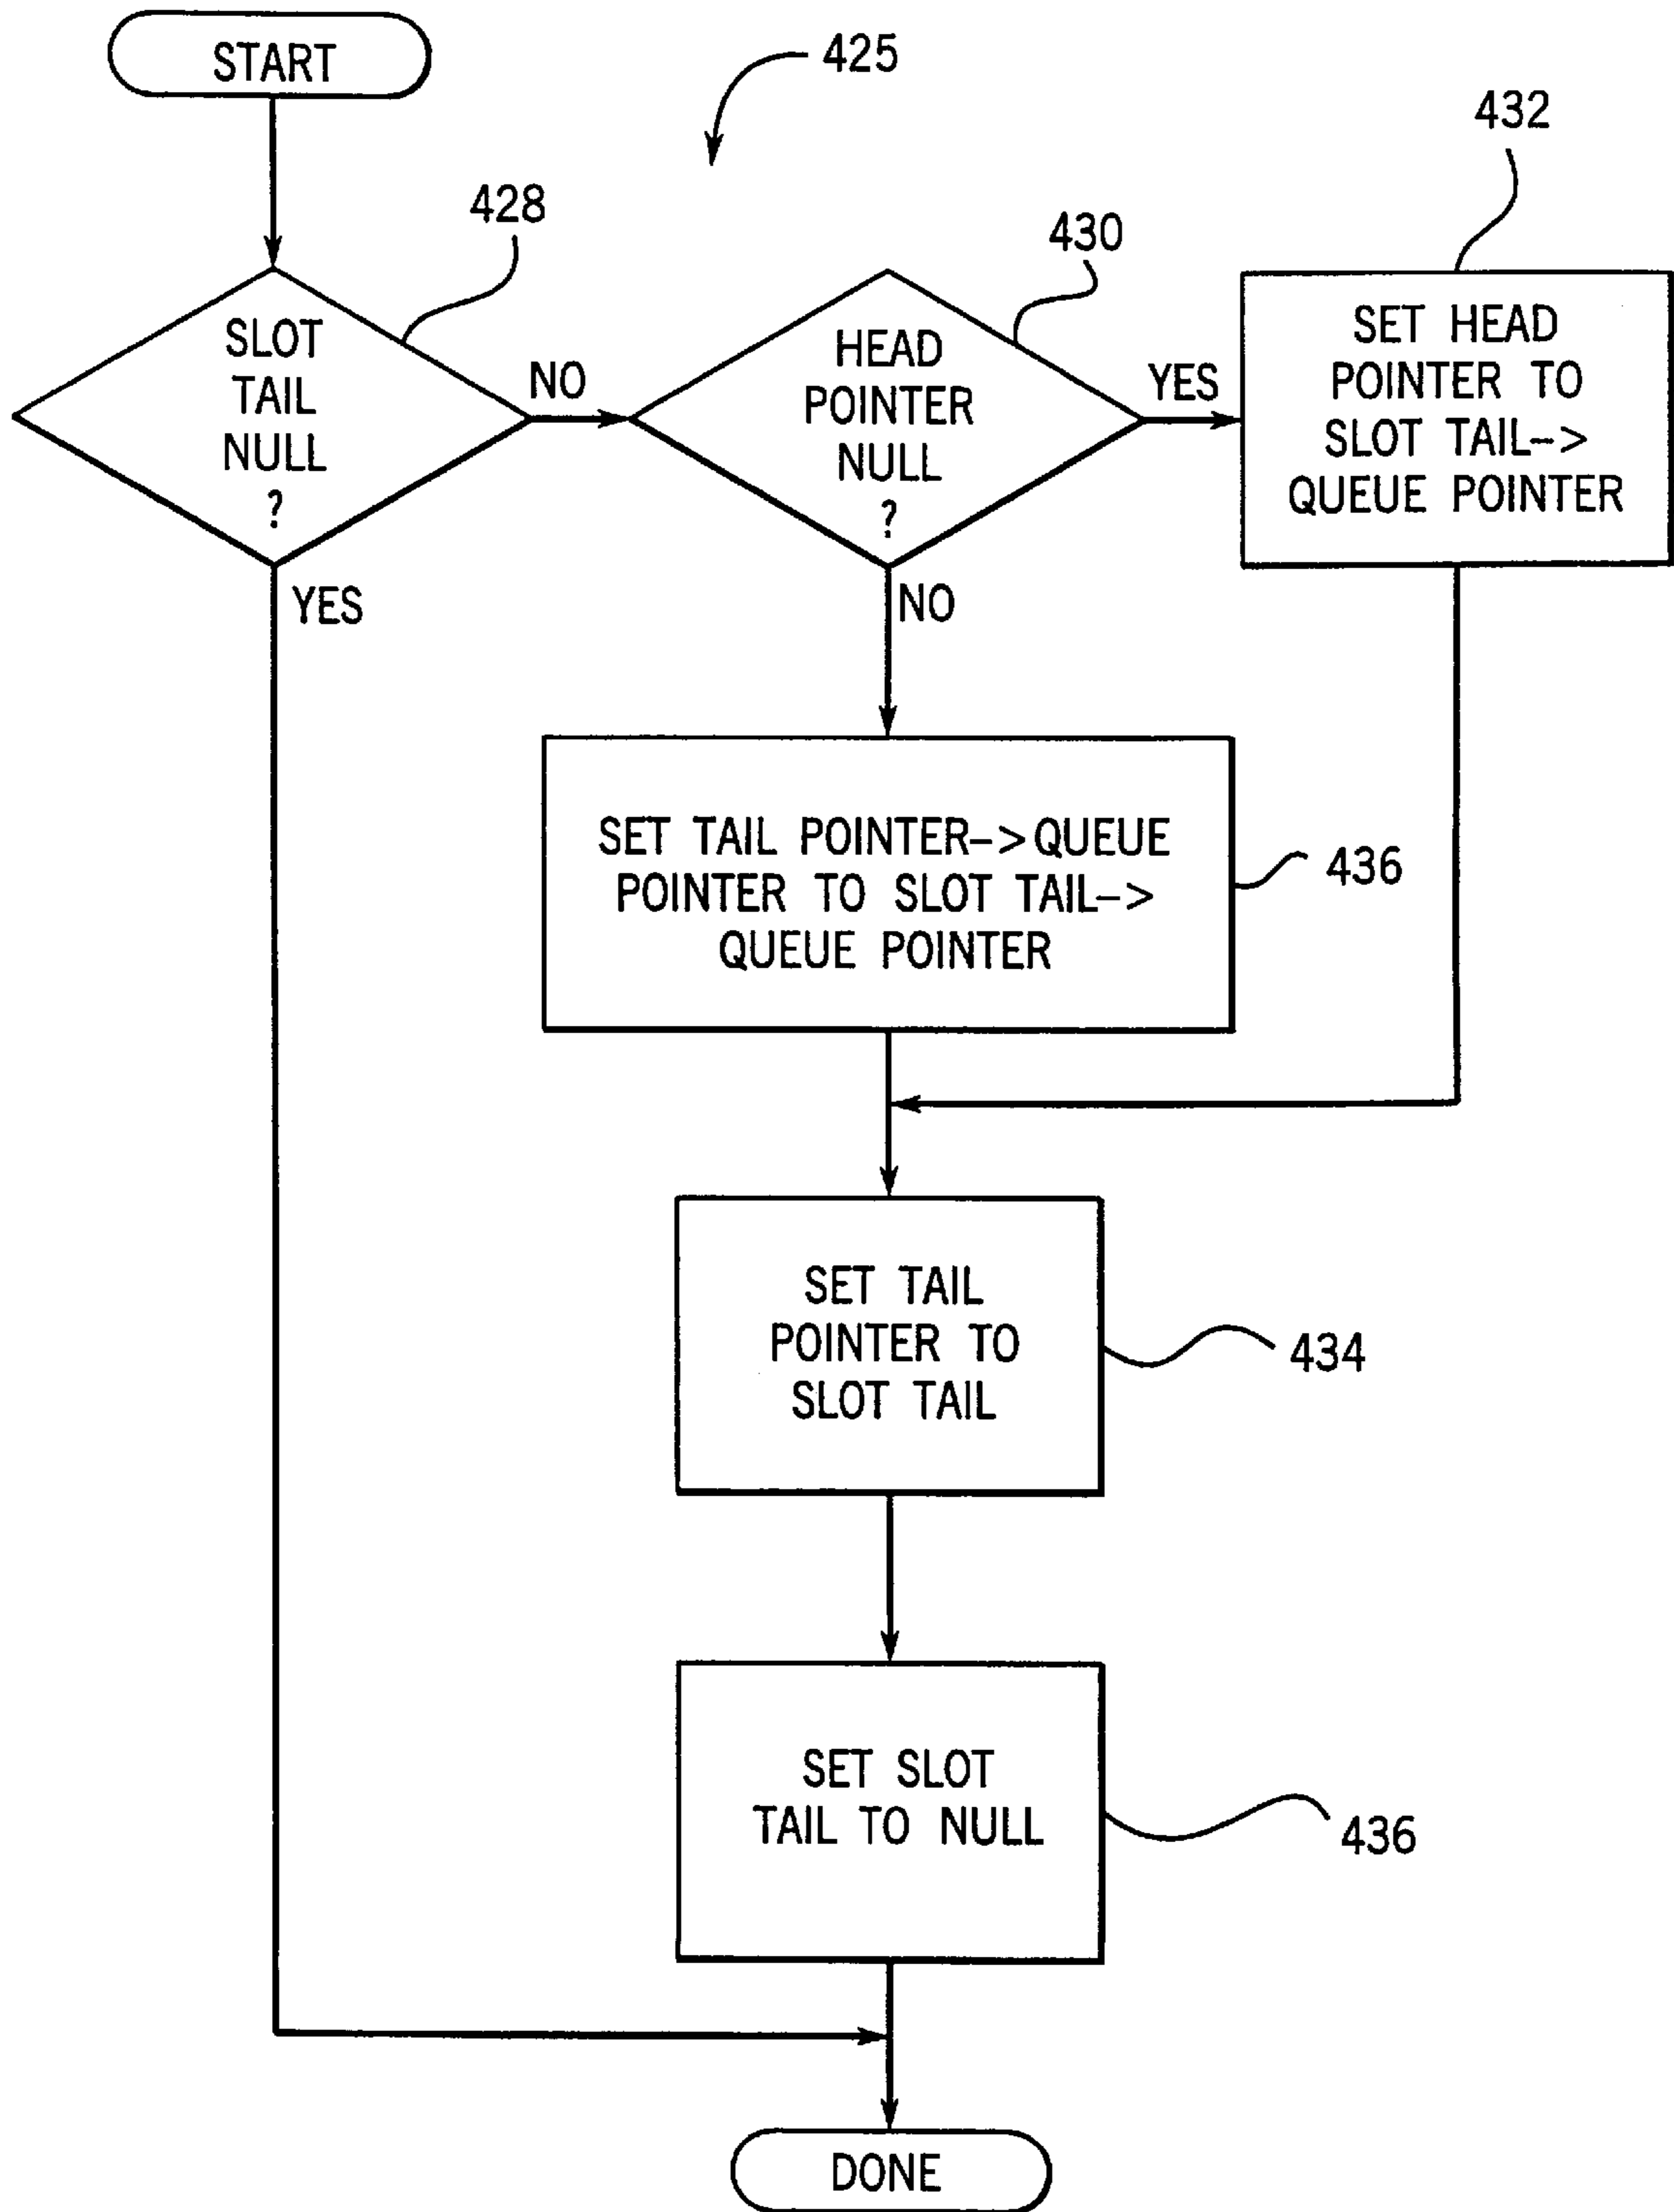 START
425
432
428
430
SLOT
TAIL
NULL
?
NO
HEAD
POINTER
NULL
?
YES
SET HEAD
POINTER TO
SLOT TAIL->
QUEUE POINTER
YES
NO
SET TAIL POINTER->QUEUE
POINTER TO SLOT TAIL->
QUEUE POINTER
436
SET TAIL
POINTER TO
SLOT TAIL
434
SET SLOT
TAIL TO NULL
436
DONE